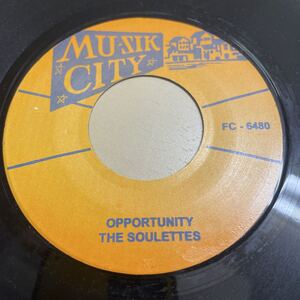 MUSIK
CITY
FC - 6480
OPPORTUNITY
THE SOULETTES